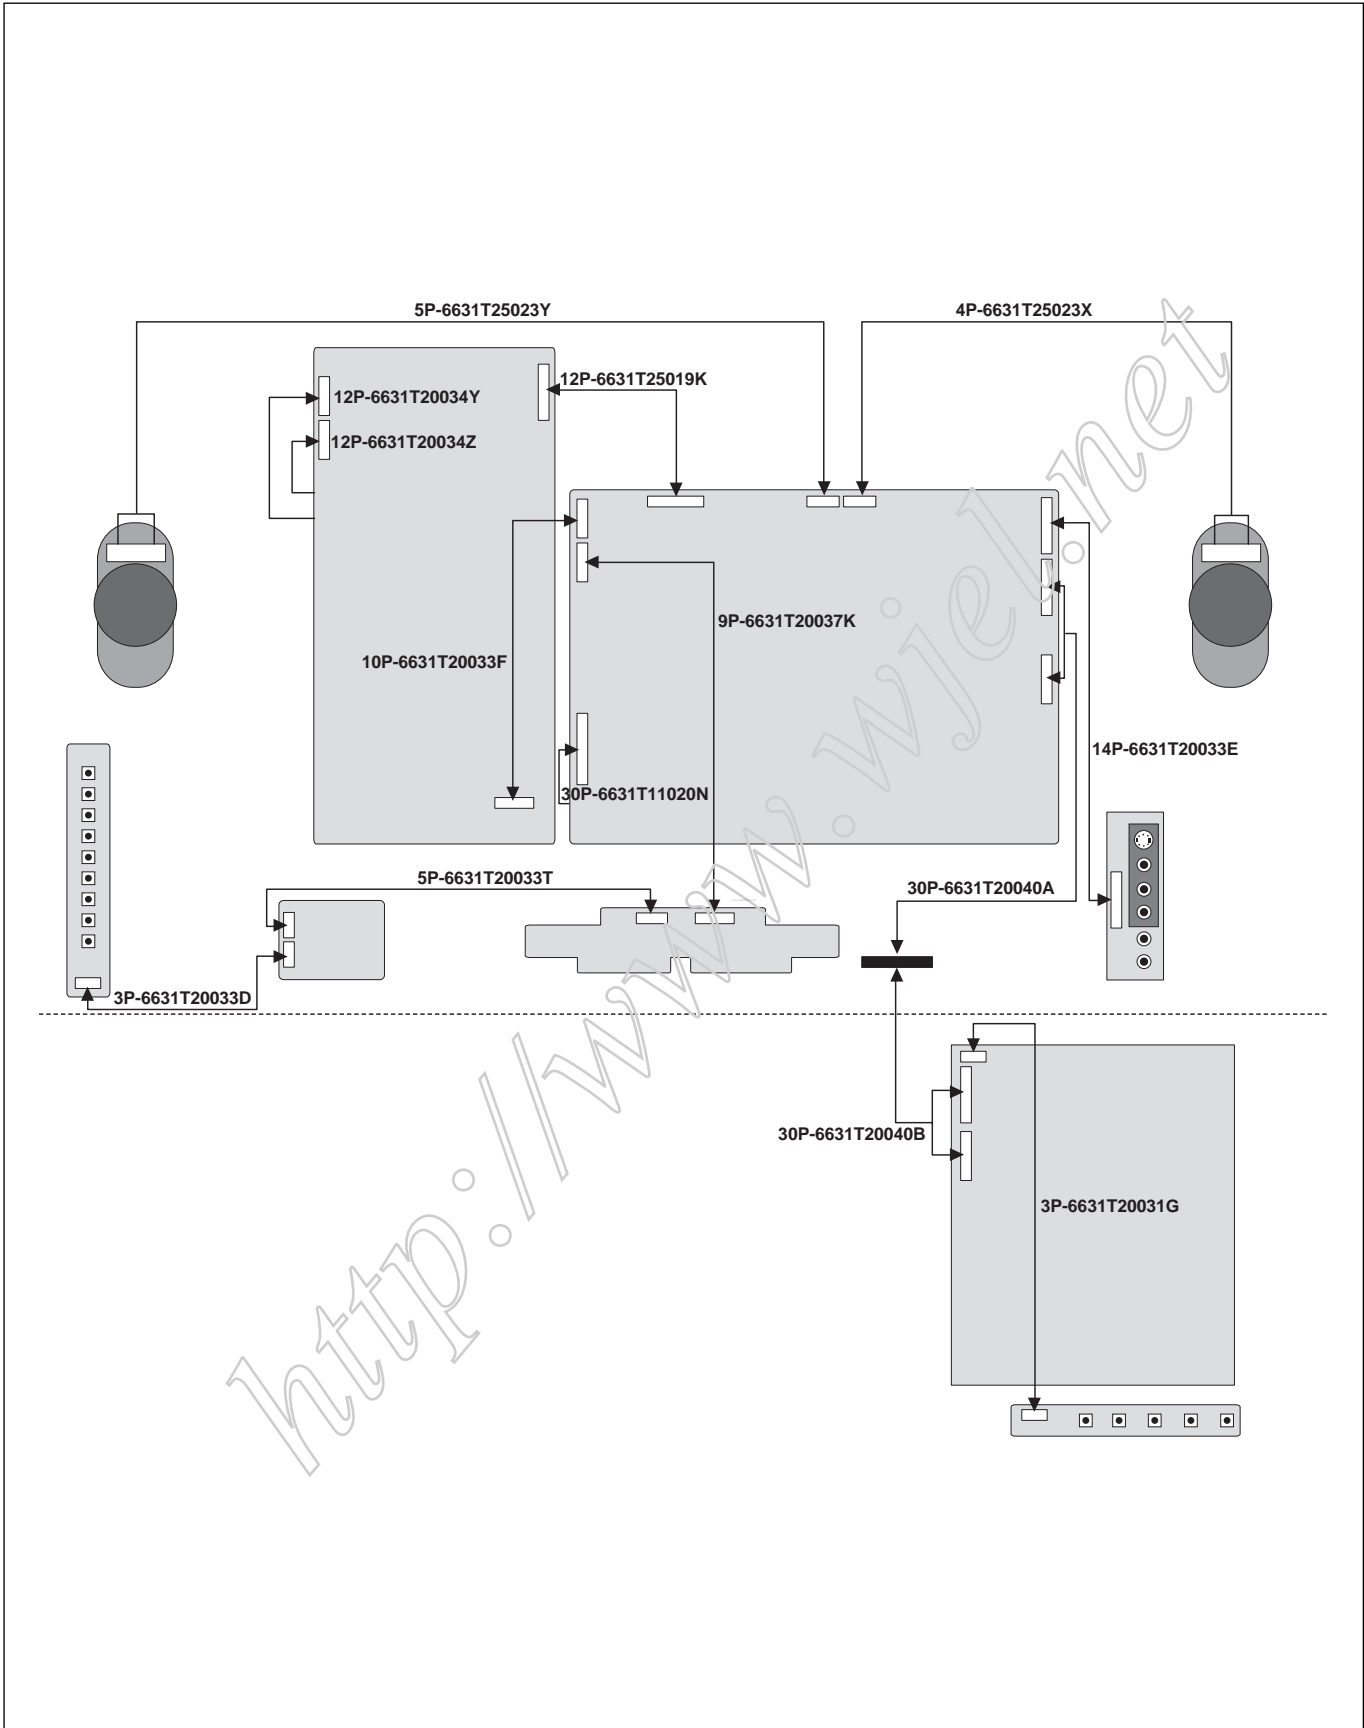 5P-6631T25023Y
4P-6631T25023X
12P-6631T25019K
12P-6631T20034Y
12P-6631T20034Z
9P-6631T20037K
10P-6631T20033F
14P-6631T20033E
30P-6631T11020N
5P-6631T20033T
30P-6631T20040A
3P-6631T20033D
30P-6631T20040B
3P-6631T20031G
http://www.wjel.net